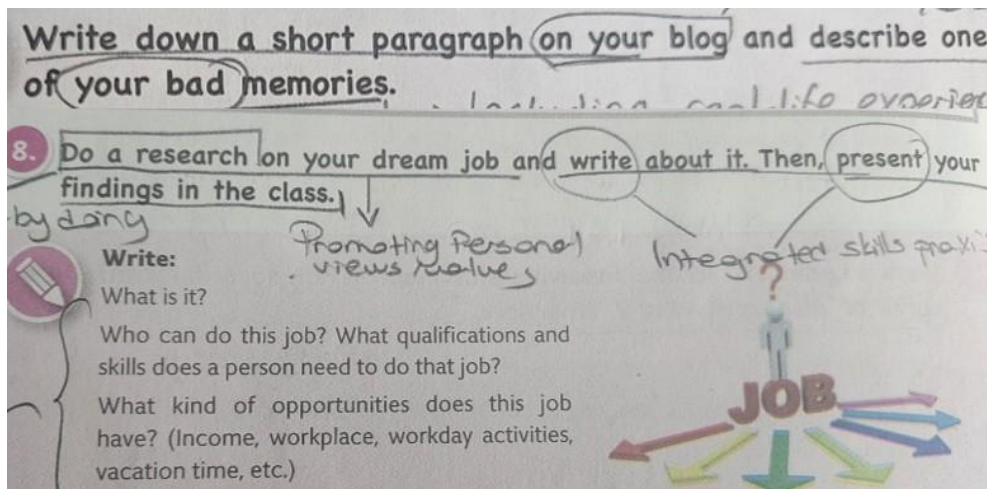 Write down a short paragraph on your blog and describe one
of your bad memories.
Including real life
8. Do a research on your dream job and write about it. Then, present your
findings in the class.
by doing
Promoting Personal
views
Integrated skills
Write:
What is it?
Who can do this job? What qualifications and
skills does a person need to do that job?
What kind of opportunities does this job
have? (Income, workplace, workday activities,
vacation time, etc.)
?
JOB